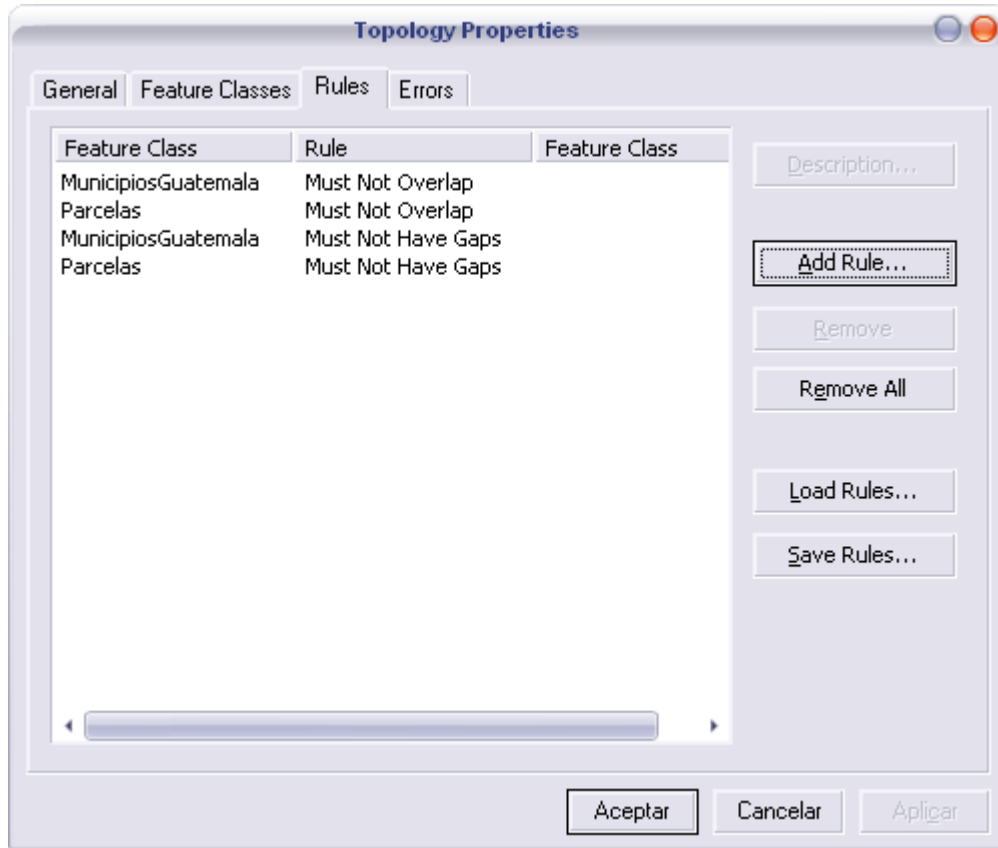 Topology Properties
General Feature Classes Rules Errors
Feature Class Rule Feature Class
MunicipiosGuatemala Must Not Overlap
Parcelas Must Not Overlap
MunicipiosGuatemala Must Not Have Gaps
Parcelas Must Not Have Gaps
Description...
Add Rule...
Remove
Remove All
Load Rules...
Save Rules...
Aceptar Cancelar Aplicar